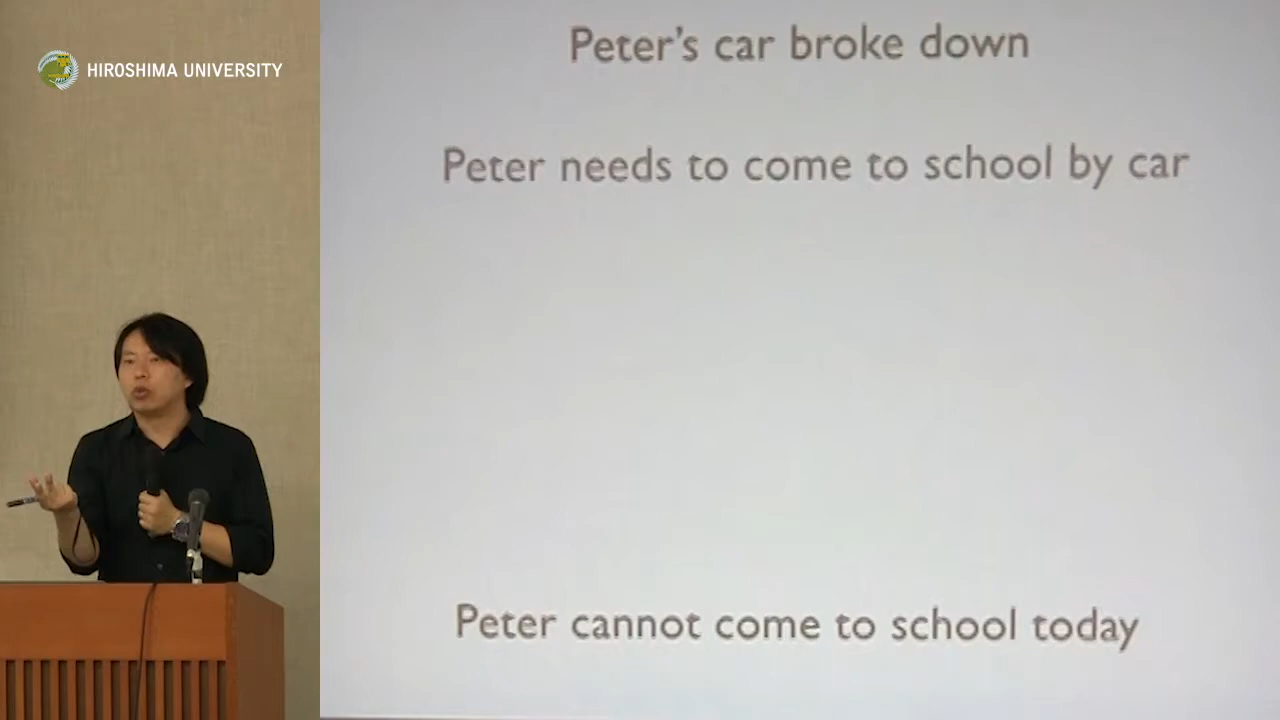 HIROSHIMA UNIVERSITY
Peter's car broke down
Peter needs to come to school by car
Peter cannot come to school today